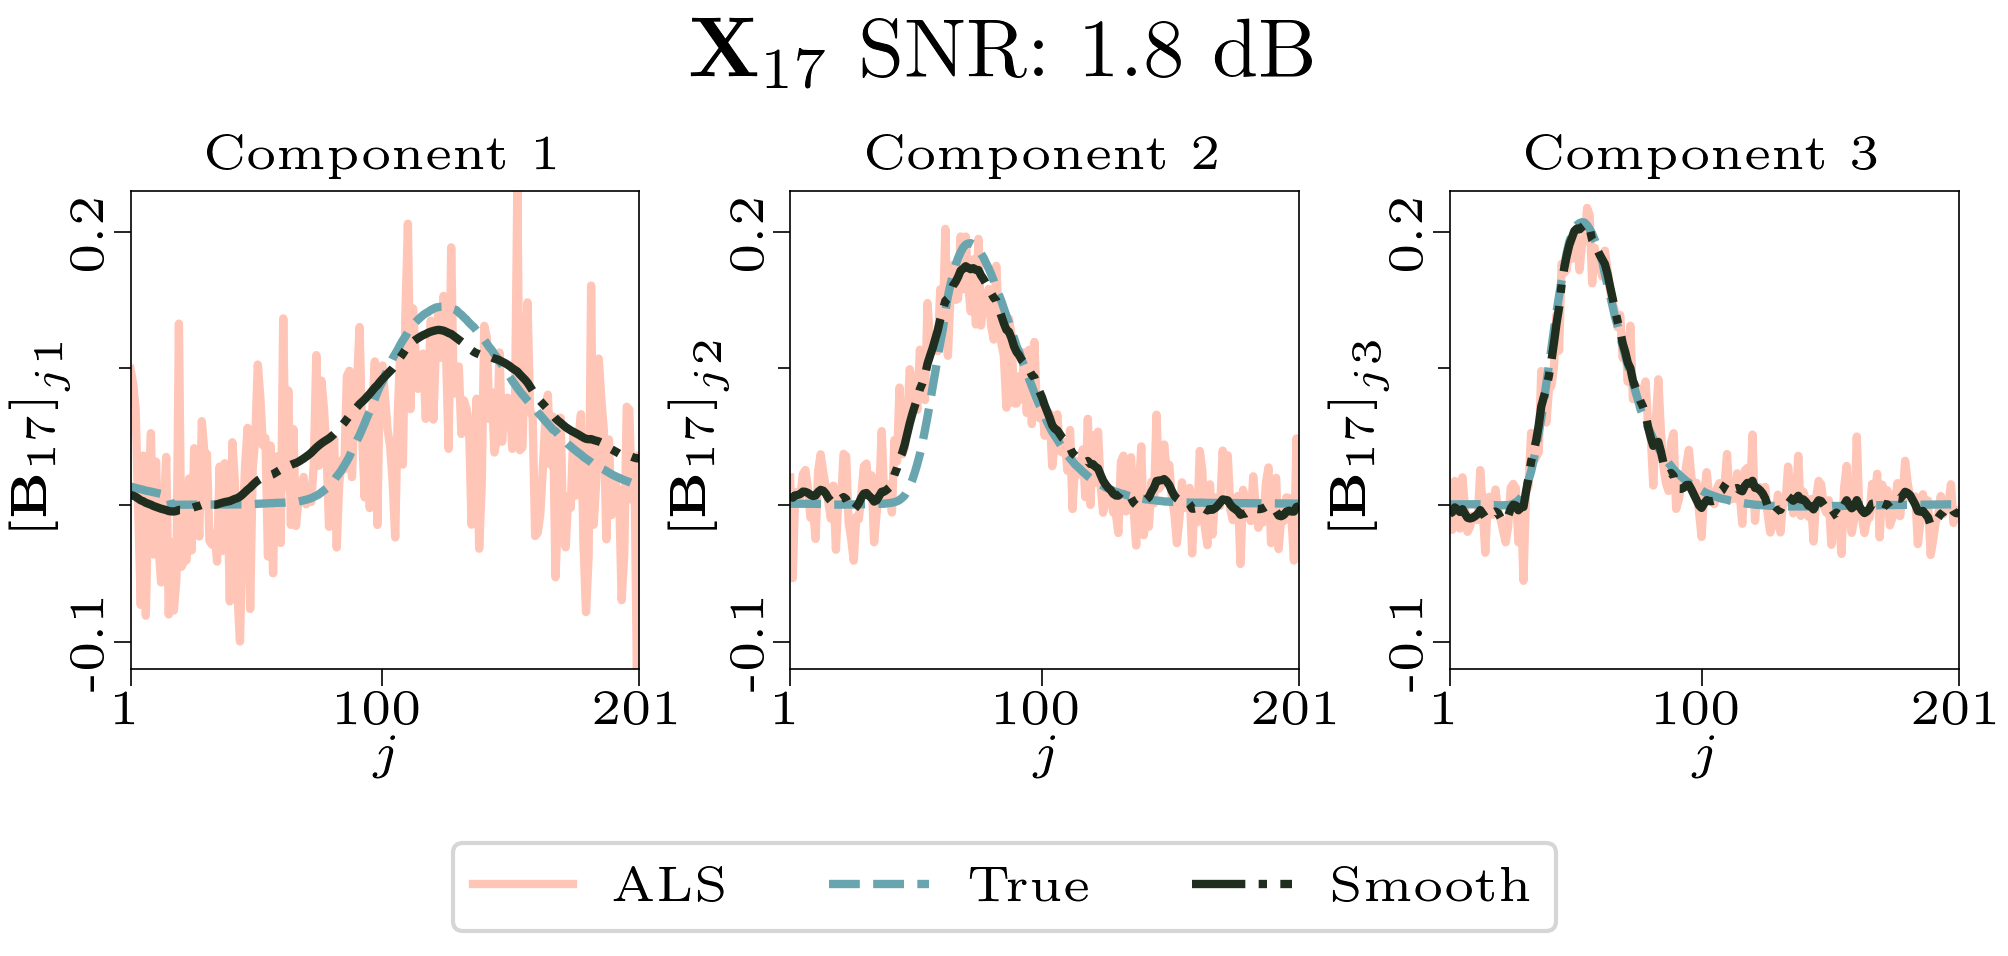 X17 SNR: 1.8 dB
Component 1
Component 2
Component 3
[B17]j1
0.2
-0.1
1 100 201
j
[B17]j2
0.2
-0.1
1 100 201
j
[B17]j3
0.2
-0.1
1 100 201
j
ALS True Smooth